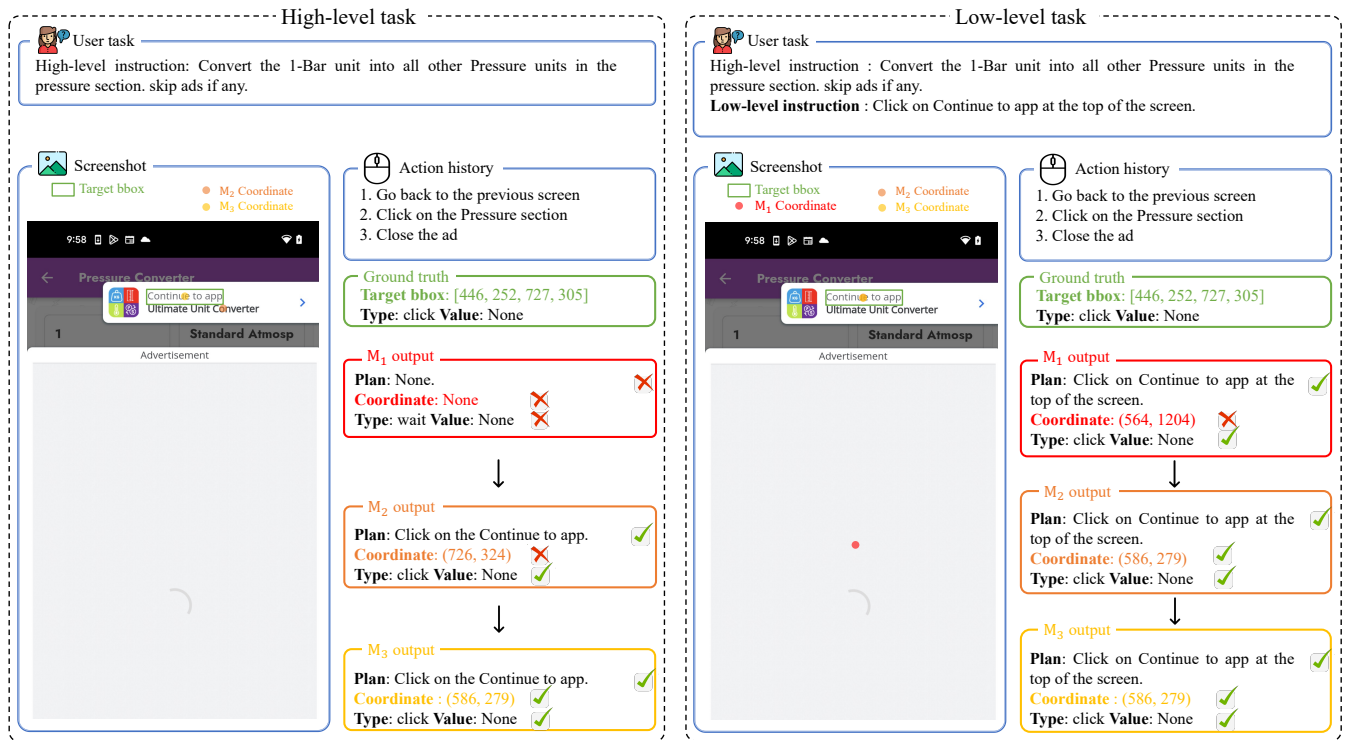 High-level task
User task
High-level instruction: Convert the 1-Bar unit into all other Pressure units in the
pressure section. skip ads if any.
Screenshot
Target bbox
M2 Coordinate
M3 Coordinate
9:58
Pressure Converter
Continue to app
Ultimate Unit Converter
1
Standard Atmosp
Advertisement
Action history
1. Go back to the previous screen
2. Click on the Pressure section
3. Close the ad
Ground truth
Target bbox: [446, 252, 727, 305]
Type: click Value: None
M1 output
Plan: None.
Coordinate: None
Type: wait Value: None
M2 output
Plan: Click on the Continue to app.
Coordinate: (726, 324)
Type: click Value: None
M3 output
Plan: Click on the Continue to app.
Coordinate : (586, 279)
Type: click Value: None
Low-level task
User task
High-level instruction : Convert the 1-Bar unit into all other Pressure units in the
pressure section. skip ads if any.
Low-level instruction : Click on Continue to app at the top of the screen.
Screenshot
Target bbox
M2 Coordinate
M1 Coordinate
M3 Coordinate
9:58
Pressure Converter
Continue to app
Ultimate Unit Converter
1
Standard Atmosp
Advertisement
Action history
1. Go back to the previous screen
2. Click on the Pressure section
3. Close the ad
Ground truth
Target bbox: [446, 252, 727, 305]
Type: click Value: None
M1 output
Plan: Click on Continue to app at the
top of the screen.
Coordinate: (564, 1204)
Type: click Value: None
M2 output
Plan: Click on Continue to app at the
top of the screen.
Coordinate: (586, 279)
Type: click Value: None
M3 output
Plan: Click on Continue to app at the
top of the screen.
Coordinate : (586, 279)
Type: click Value: None